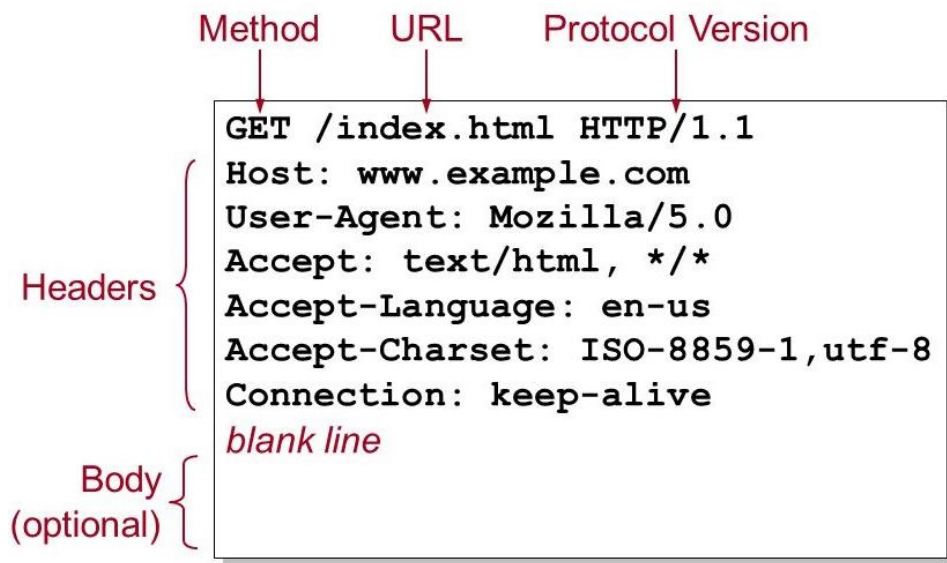 Method URL Protocol Version
GET /index.html HTTP/1.1
Host: www.example.com
User-Agent: Mozilla/5.0
Accept: text/html, */*
Headers
Accept-Language: en-us
Accept-Charset: ISO-8859-1,utf-8
Connection: keep-alive
blank line
Body
(optional)